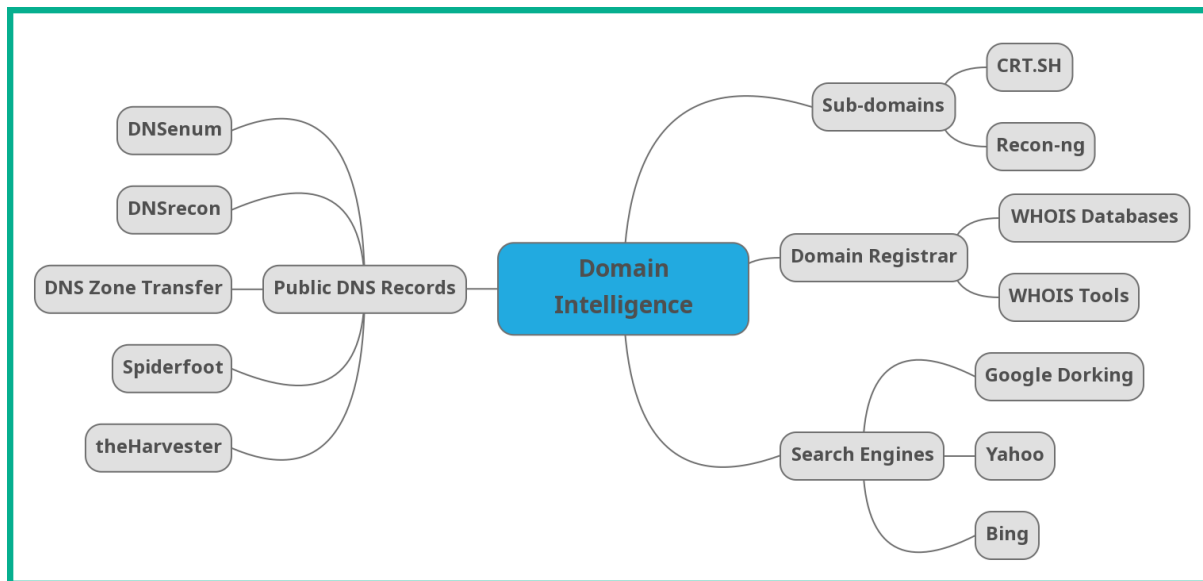 Domain
Intelligence
Sub-domains
CRT.SH
Recon-ng
Domain Registrar
WHOIS Databases
WHOIS Tools
Search Engines
Google Dorking
Yahoo
Bing
Public DNS Records
DNSenum
DNSrecon
DNS Zone Transfer
Spiderfoot
theHarvester